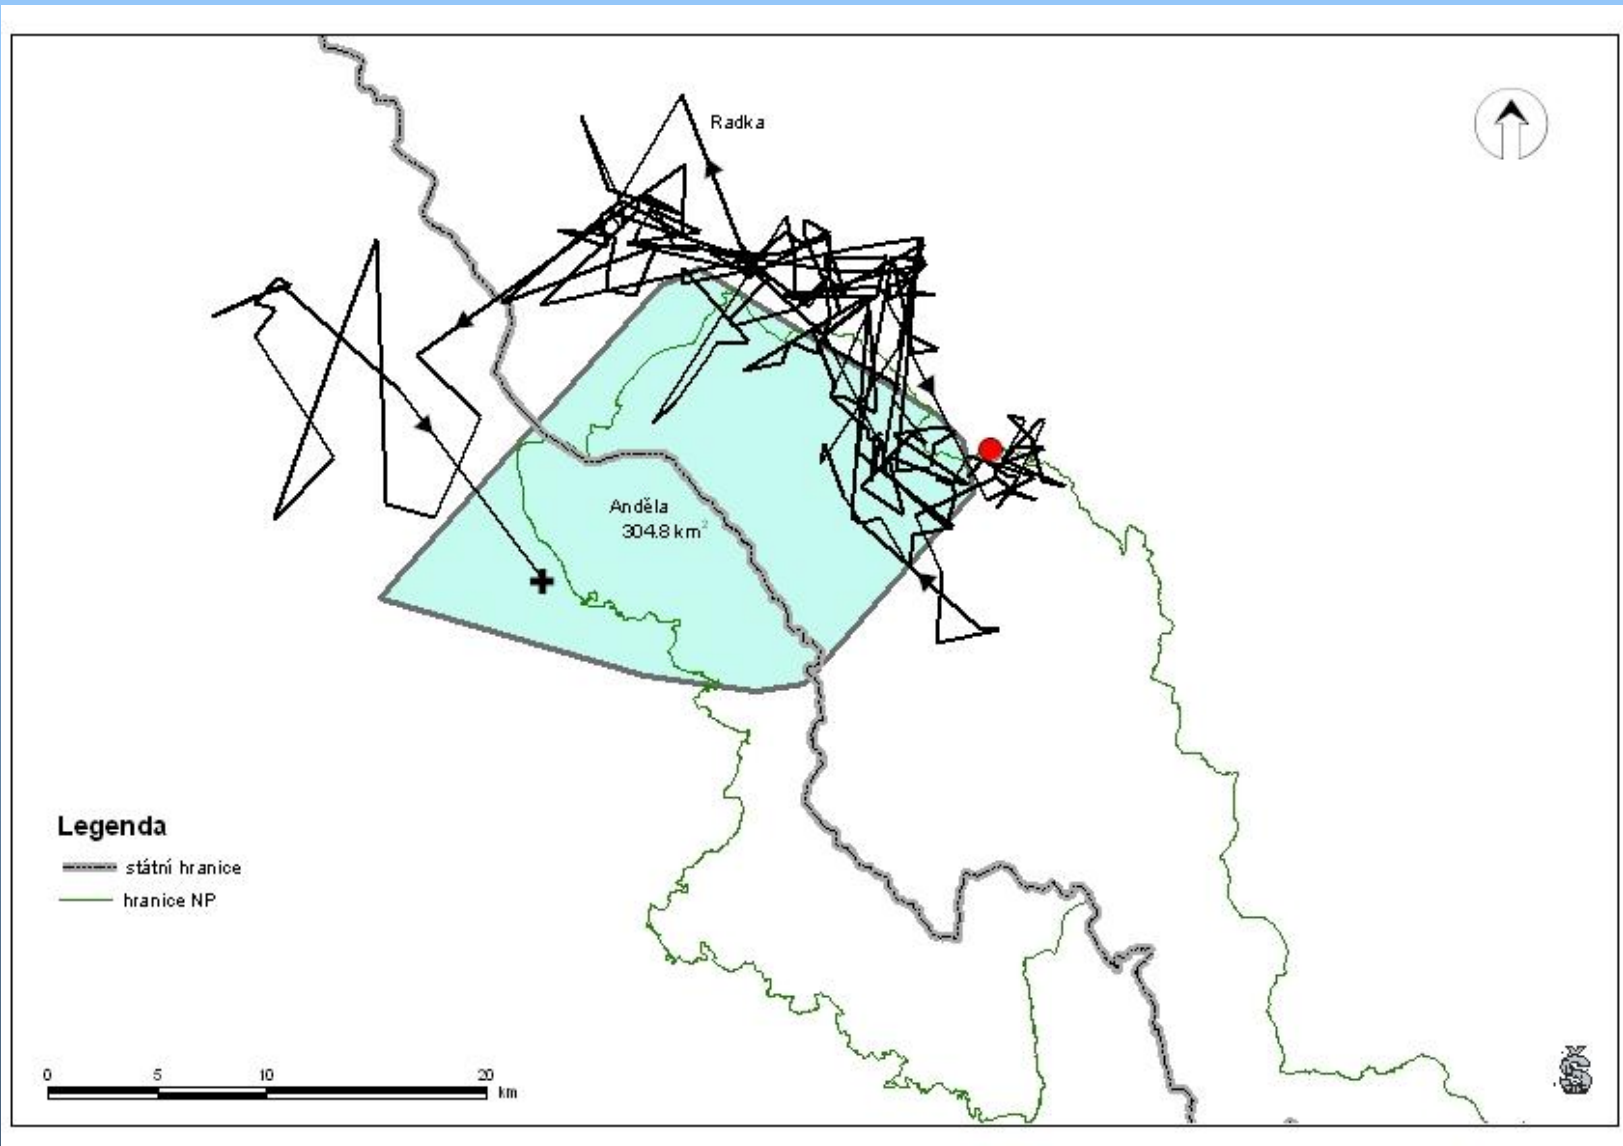 Radka
Anděla
304.8 km²
Legenda
státní hranice
hranice NP
0 5 10 20
km
Š